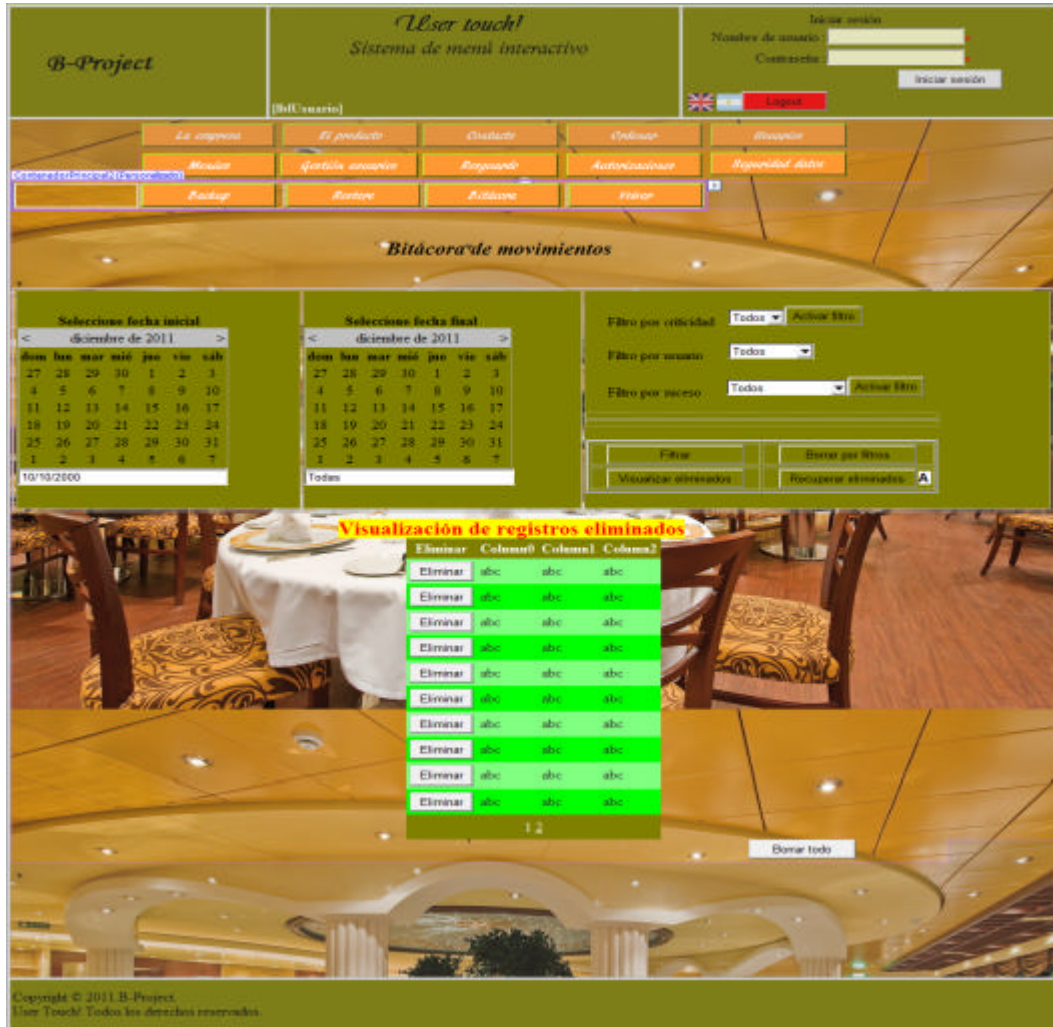 B-Project
User touch!
Sistema de menú interactivo
[lblUsuario]
Iniciar sesión
Nombre de usuario : *
Contraseña : *
Iniciar sesión
Logout
La empresa El producto Contacto Ordenar Usuarios
Menúes Gestión usuarios Resguardo Autorizaciones Seguridad datos
Backup Restore Bitácora Volver
Bitácora de movimientos
Seleccione fecha inicial
< diciembre de 2011 >
dom lun mar mié jue vie sáb
27 28 29 30 1 2 3
4 5 6 7 8 9 10
11 12 13 14 15 16 17
18 19 20 21 22 23 24
25 26 27 28 29 30 31
1 2 3 4 5 6 7
10/10/2000
Seleccione fecha final
< diciembre de 2011 >
dom lun mar mié jue vie sáb
27 28 29 30 1 2 3
4 5 6 7 8 9 10
11 12 13 14 15 16 17
18 19 20 21 22 23 24
25 26 27 28 29 30 31
1 2 3 4 5 6 7
Todas
Filtro por criticidad Todos Activar filtro
Filtro por usuario Todos
Filtro por suceso Todos Activar filtro
Filtrar Borrar por filtros
Visualizar eliminados Recuperar eliminados A
Visualización de registros eliminados
Eliminar Column0 Column1 Column2
Eliminar abc abc abc
Eliminar abc abc abc
Eliminar abc abc abc
Eliminar abc abc abc
Eliminar abc abc abc
Eliminar abc abc abc
Eliminar abc abc abc
Eliminar abc abc abc
Eliminar abc abc abc
Eliminar abc abc abc
1 2
Borrar todo
Copyright © 2011 B-Project.
User Touch! Todos los derechos reservados.